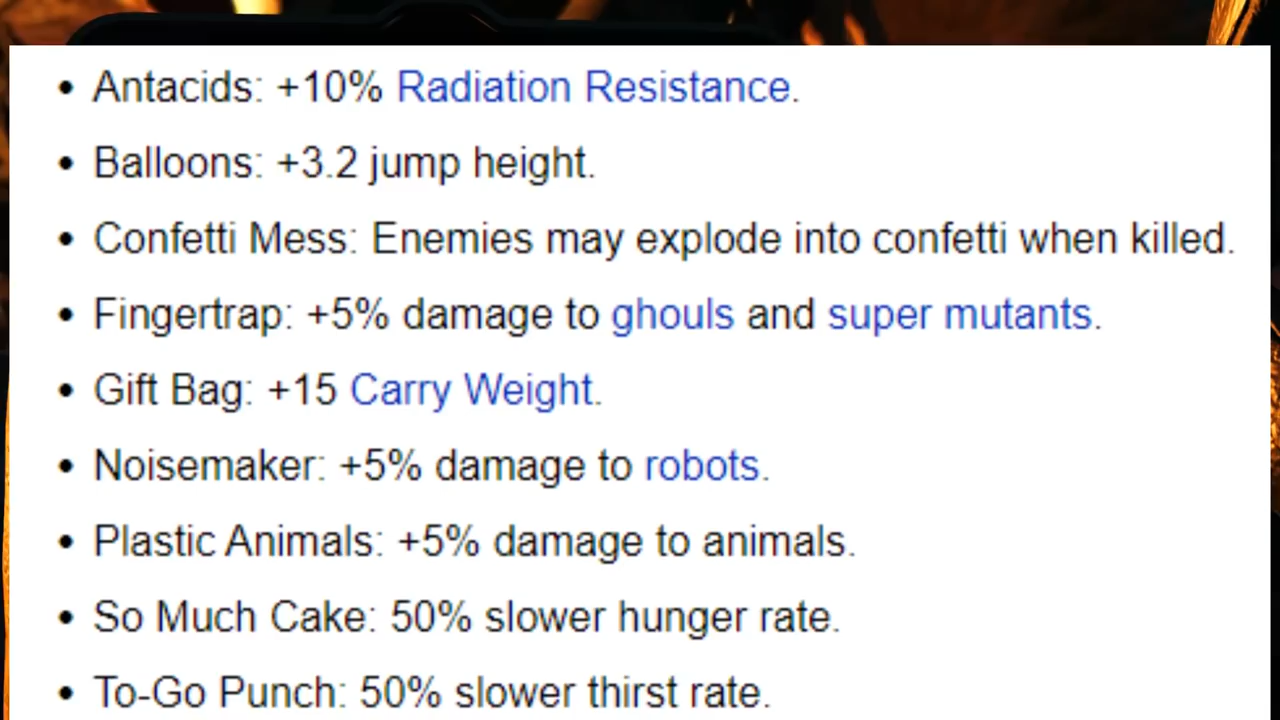 • Antacids: +10% Radiation Resistance.
• Balloons: +3.2 jump height.
• Confetti Mess: Enemies may explode into confetti when killed.
• Fingertrap: +5% damage to ghouls and super mutants.
• Gift Bag: +15 Carry Weight.
• Noisemaker: +5% damage to robots.
• Plastic Animals: +5% damage to animals.
• So Much Cake: 50% slower hunger rate.
• To-Go Punch: 50% slower thirst rate.